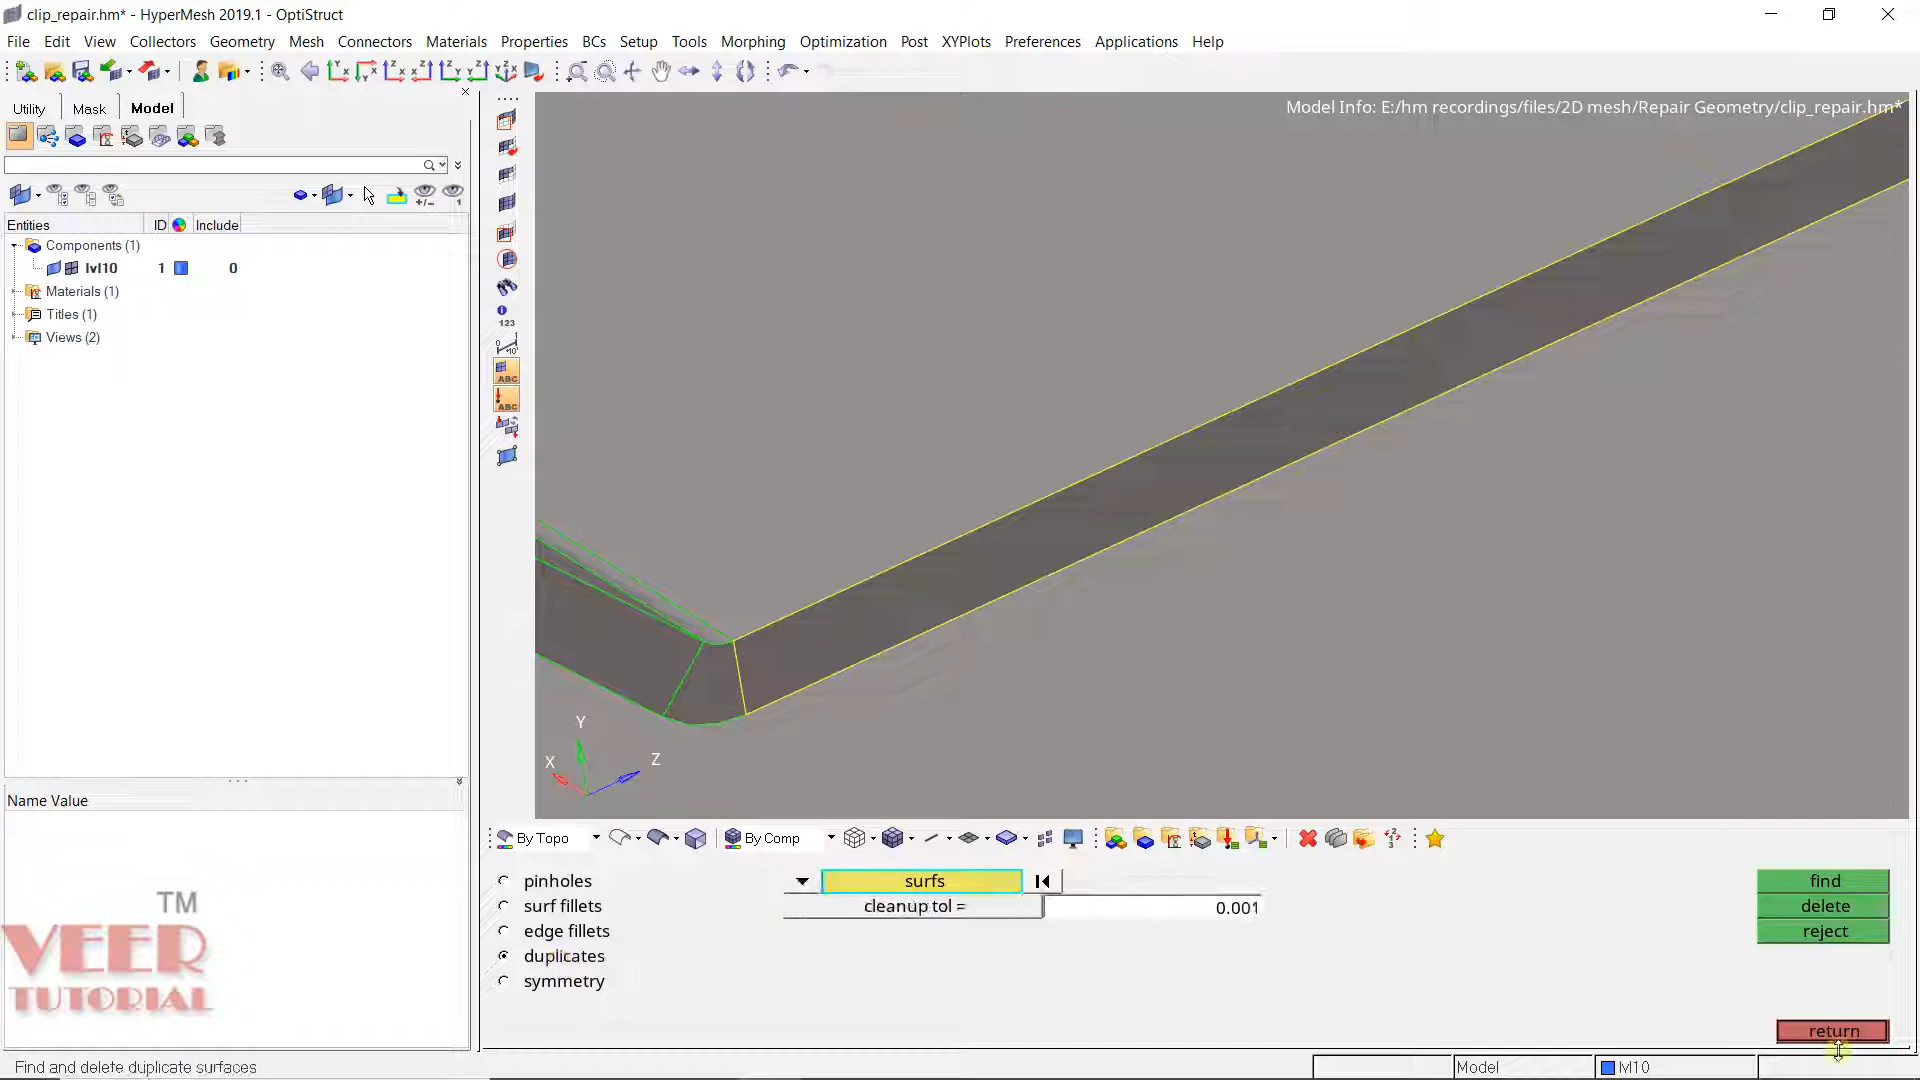 clip_repair.hm* - HyperMesh 2019.1 - OptiStruct
File Edit View Collectors Geometry Mesh Connectors Materials Properties BCs Setup Tools Morphing Optimization Post XYPlots Preferences Applications Help
Utility Mask Model
Model Info: E:/hm recordings/files/2D mesh/Repair Geometry/clip_repair.hm*
Entities ID Include
Components (1)
lvl10 1 0
Materials (1)
Titles (1)
Views (2)
123
ABC
ABC
Y
X Z
Name Value
By Topo By Comp
pinholes surfs find
surf fillets cleanup tol = 0.001 delete
edge fillets reject
duplicates
symmetry
return
TM
VEER
TUTORIAL
Find and delete duplicate surfaces Model lvl10